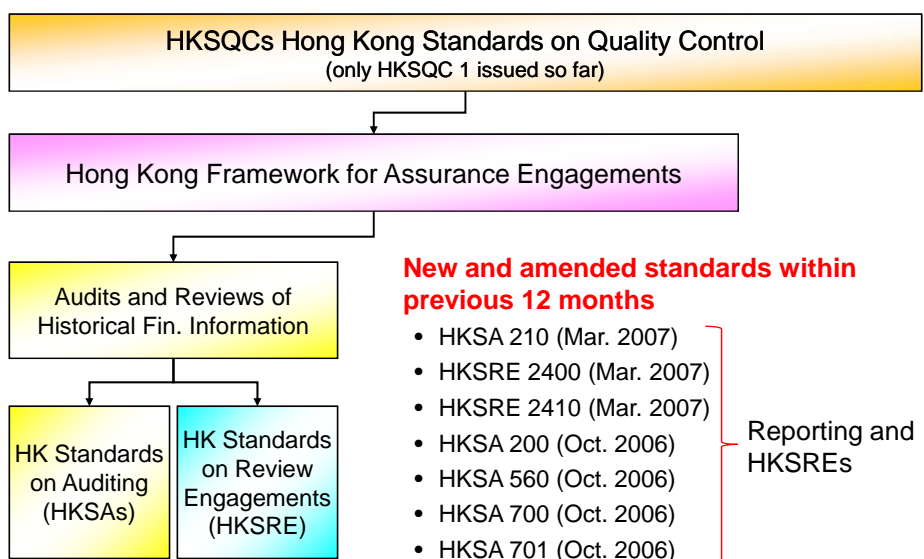 HKSQCs Hong Kong Standards on Quality Control
(only HKSQC 1 issued so far)
Hong Kong Framework for Assurance Engagements
Audits and Reviews of
Historical Fin. Information
HK Standards
on Auditing
(HKSAs)
HK Standards
on Review
Engagements
(HKSRE)
New and amended standards within
previous 12 months
• HKSA 210 (Mar. 2007)
• HKSRE 2400 (Mar. 2007)
• HKSRE 2410 (Mar. 2007)
• HKSA 200 (Oct. 2006)
• HKSA 560 (Oct. 2006)
• HKSA 700 (Oct. 2006)
• HKSA 701 (Oct. 2006)
Reporting and
HKSREs